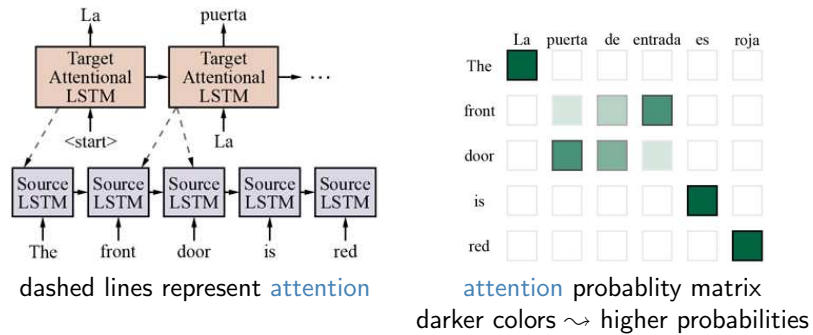 La puerta
Target Attentional LSTM
Target Attentional LSTM
...
<start> La
Source LSTM
Source LSTM
Source LSTM
Source LSTM
Source LSTM
The front door is red
dashed lines represent attention
La puerta de entrada es roja
The
front
door
is
red
attention probablity matrix
darker colors ⤳ higher probabilities